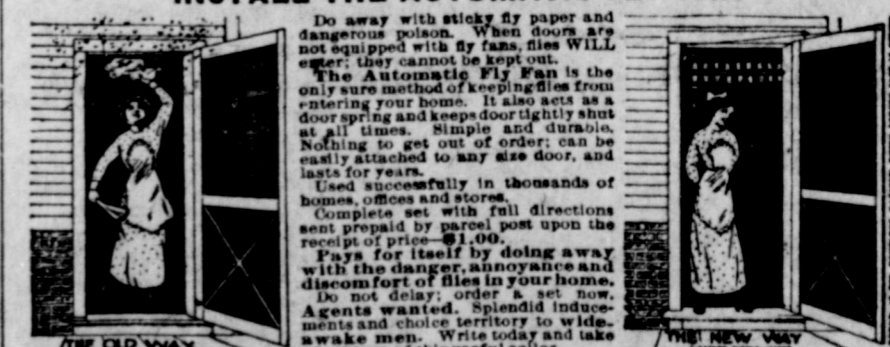 INSTALL THE AUTOMATIC
Do away with sticky fly paper and
dangerous poison. When doors are
not equipped with fly fans, flies WILL
enter; they cannot be kept out.
The Automatic Fly Fan is the
only sure method of keeping flies from
entering your home. It also acts as a
door spring and keeps door tightly shut
at all times. Simple and durable.
Nothing to get out of order; can be
easily attached to any size door, and
lasts for years.
Used successfully in thousands of
homes, offices and stores.
Complete set with full directions
sent prepaid by parcel post upon the
receipt of price—$1.00.
Pays for itself by doing away
with the danger, annoyance and
discomfort of flies in your home.
Do not delay; order a set now.
Agents wanted. Splendid induce-
ments and choice territory to wide-
awake men. Write today and take
THE OLD WAY
THE NEW WAY